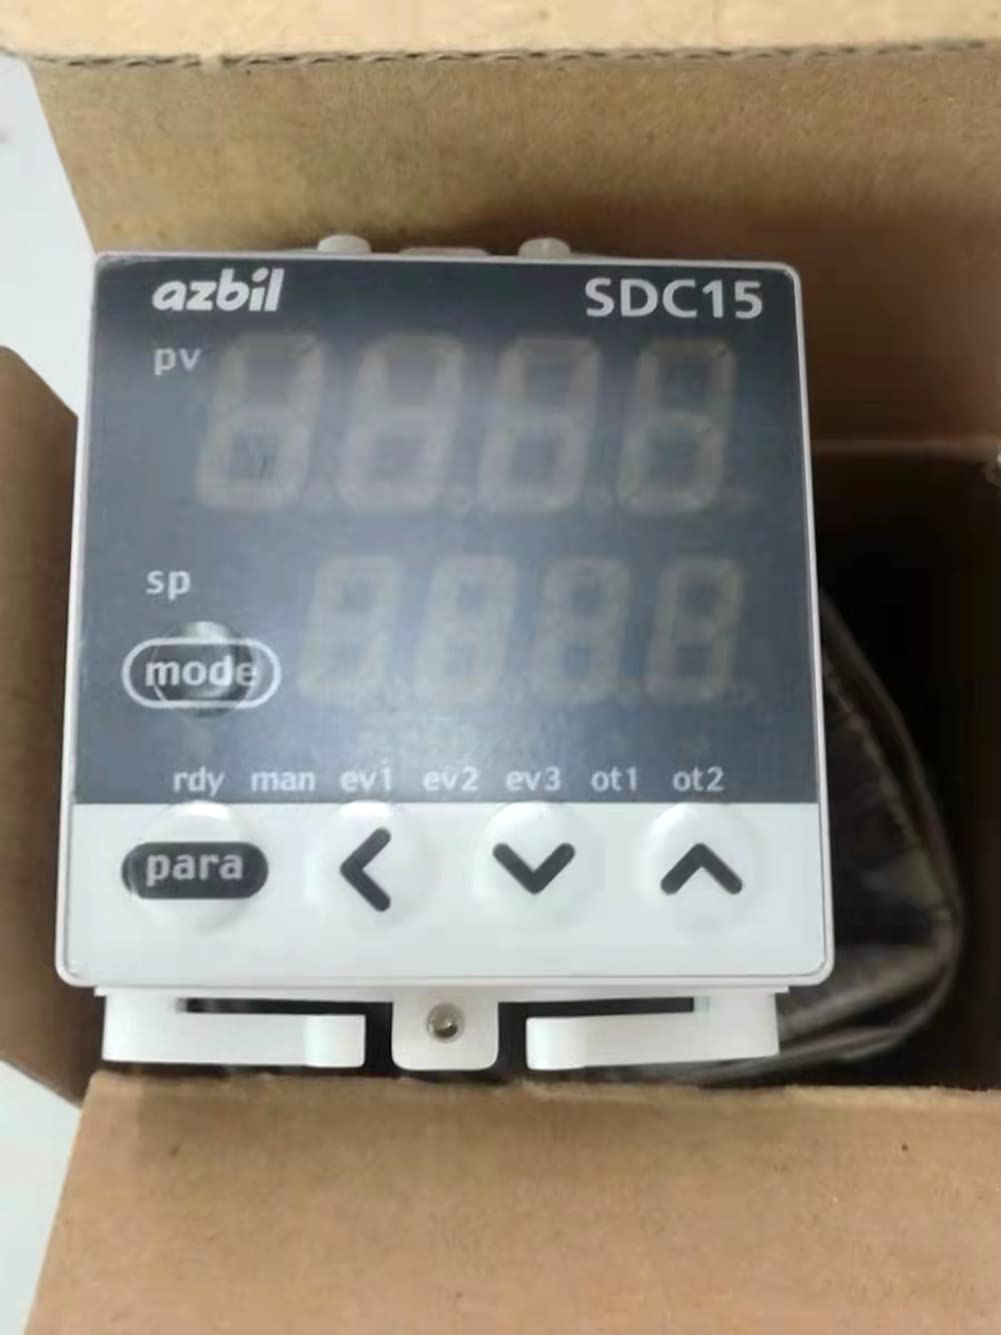 azbil SDC15
pv
sp
mode
rdy man ev1 ev2 ev3 ot1 ot2
para